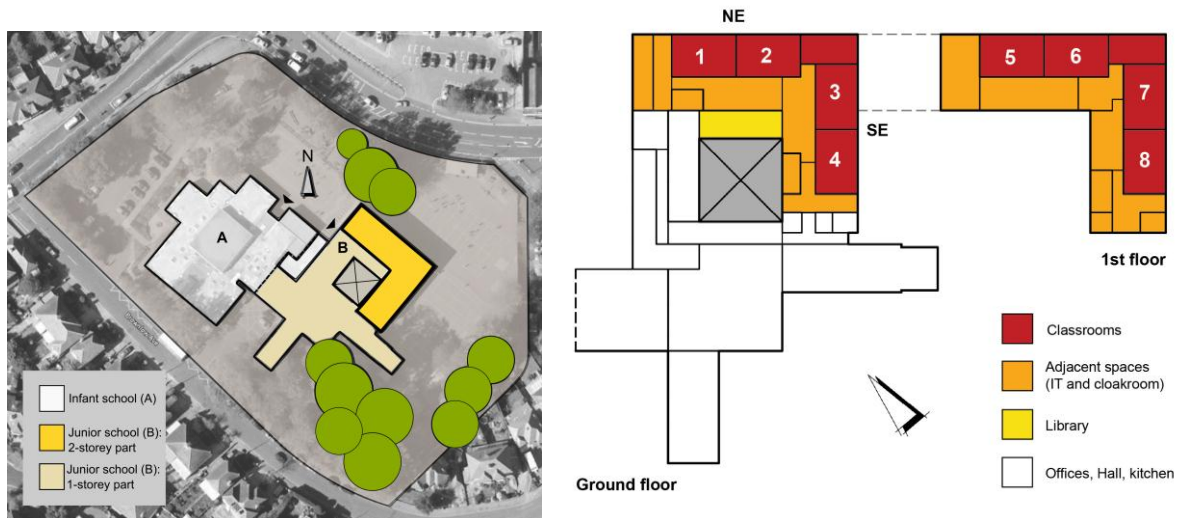 N
A
B
Infant school (A)
Junior school (B):
2-storey part
Junior school (B):
1-storey part
NE
1
2
3
SE
4
5
6
7
8
1st floor
Ground floor
Classrooms
Adjacent spaces
(IT and cloakroom)
Library
Offices, Hall, kitchen